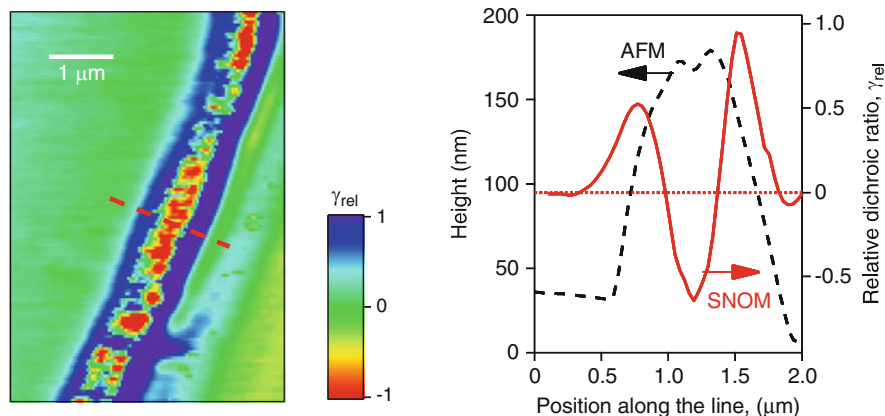 1 μm
γrel
1
0
-1
Height (nm)
200
150
100
50
0
AFM
SNOM
1.0
0.5
0
-0.5
Relative dichroic ratio, γrel
0
0.5
1.0
1.5
2.0
Position along the line, (μm)